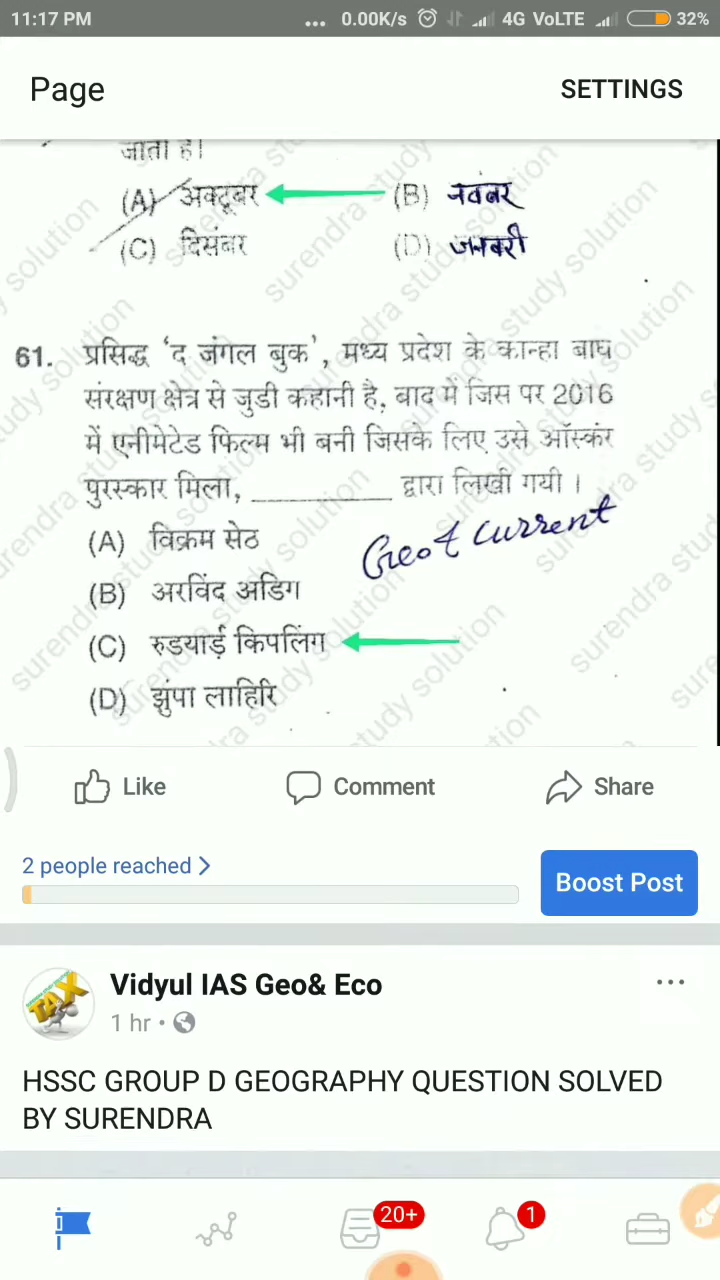 11:17 PM ... 0.00K/s 4G VoLTE 32%
Page SETTINGS
जाता है।
(A) अक्टूबर (B) नवंबर
(C) दिसंबर (D) जनवरी
61. प्रसिद्ध 'द जंगल बुक', मध्य प्रदेश के कान्हा बाघ
संरक्षण क्षेत्र से जुडी कहानी है, बाद में जिस पर 2016
में एनीमेटेड फिल्म भी बनी जिसके लिए उसे ऑस्कर
पुरस्कार मिला, __________ द्वारा लिखी गयी ।
(A) विक्रम सेठ
Geo & current
(B) अरविंद अडिग
(C) रुडयार्ड किपलिंग
(D) झुंपा लाहिरि
surendra study solution
Like Comment Share
2 people reached
Boost Post
Vidyul IAS Geo& Eco
1 hr
HSSC GROUP D GEOGRAPHY QUESTION SOLVED
BY SURENDRA
20+ 1